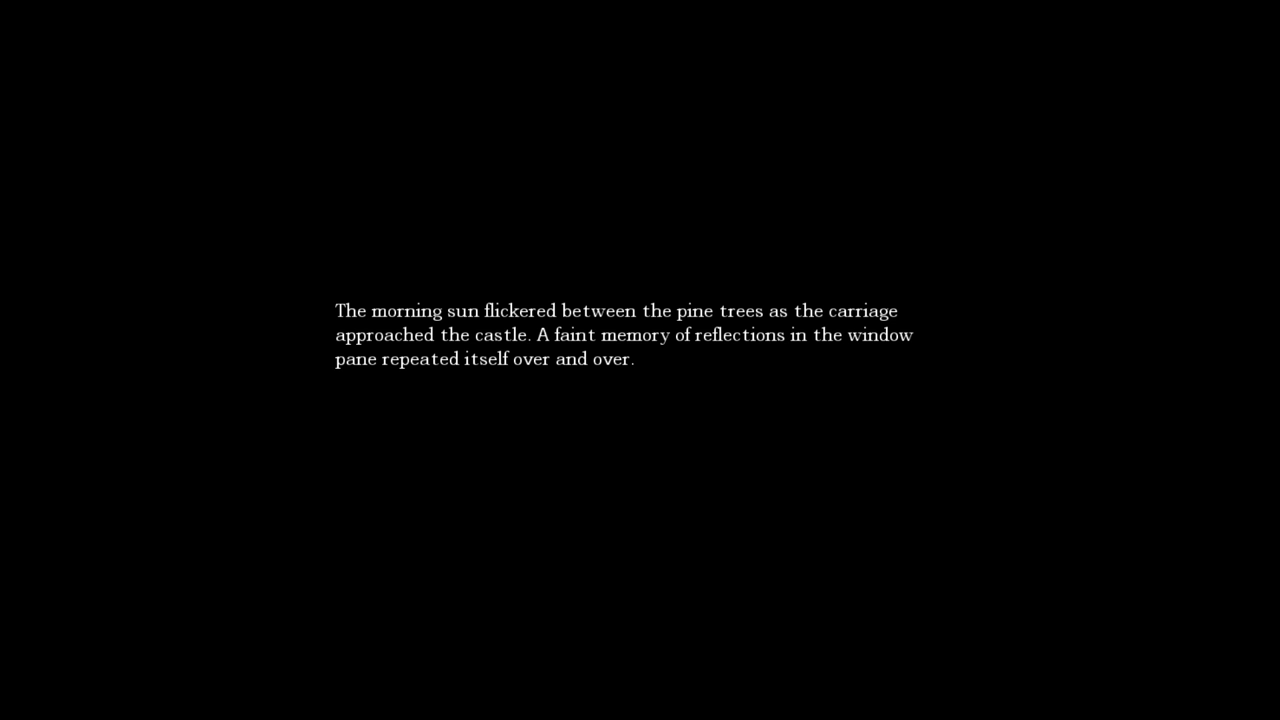 The morning sun flickered between the pine trees as the carriage
approached the castle. A faint memory of reflections in the window
pane repeated itself over and over.